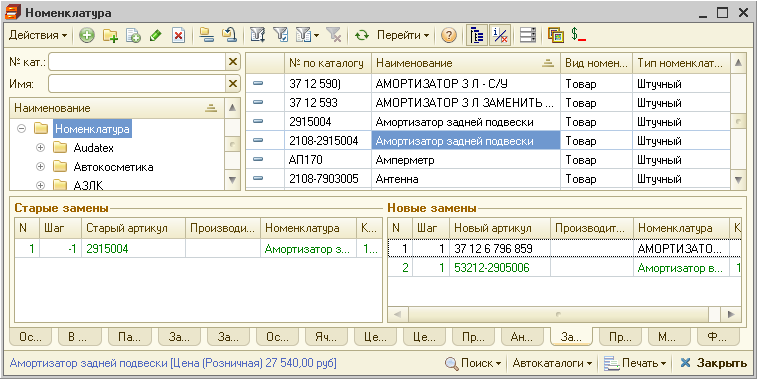 Номенклатура
Действия Перейти
№ кат.:
Имя:
Наименование
Номенклатура
Audatex
Автокосметика
АЗЛК
№ по каталогу Наименование Вид номен... Тип номенклат...
37 12 590) АМОРТИЗАТОР 3 Л - С/У Товар Штучный
37 12 593 АМОРТИЗАТОР 3 Л ЗАМЕНИТЬ ... Товар Штучный
2915004 Амортизатор задней подвески Товар Штучный
2108-2915004 Амортизатор задней подвески Товар Штучный
АП170 Амперметр Товар Штучный
2108-7903005 Антенна Товар Штучный
Старые замены
N Шаг Старый артикул Производи... Номенклатура К...
1 -1 2915004 Амортизатор з... 1...
Новые замены
N Шаг Новый артикул Производит... Номенклатура К
1 1 37 12 6 796 859 АМОРТИЗАТО...
2 1 53212-2905006 Амортизатор в... 1
Ос... В ... Па... За... За... Ос... Яч... Це... Це... Пр... Ан... За... Пр... М... Ф...
Амортизатор задней подвески [Цена (Розничная) 27 540,00 руб] Поиск Автокаталоги Печать Закрыть